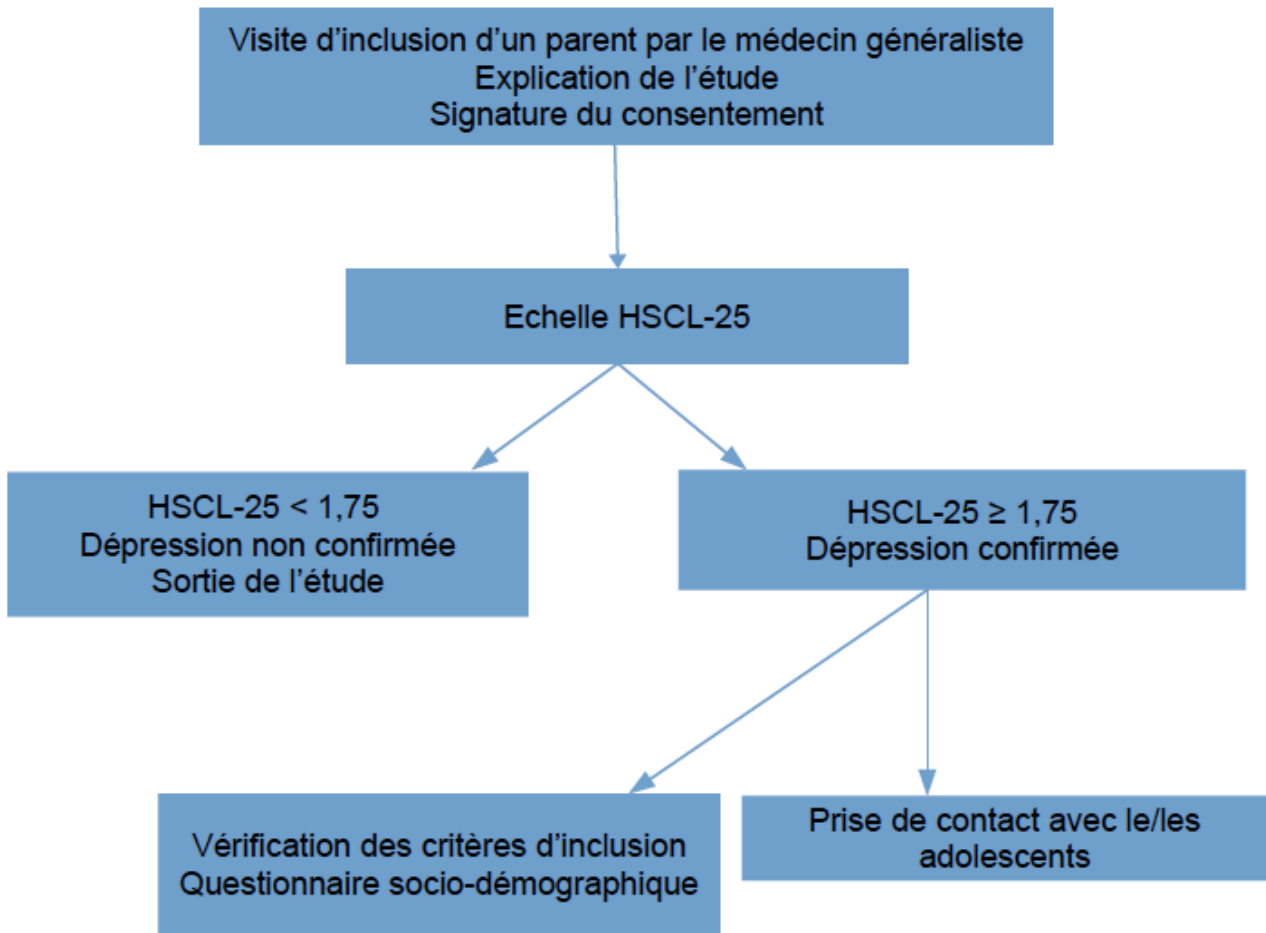 Visite d’inclusion d’un parent par le médecin généraliste
Explication de l’étude
Signature du consentement
Echelle HSCL-25
HSCL-25 < 1,75
Dépression non confirmée
Sortie de l’étude
HSCL-25 ≥ 1,75
Dépression confirmée
Vérification des critères d’inclusion
Questionnaire socio-démographique
Prise de contact avec le/les
adolescents